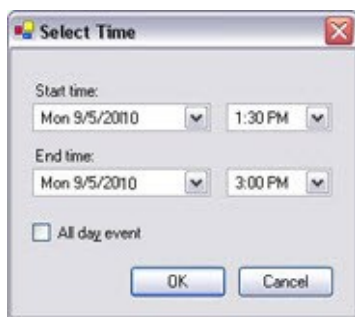 Select Time
Start time:
Mon 9/5/2010 1:30 PM
End time:
Mon 9/5/2010 3:00 PM
All day event
OK Cancel